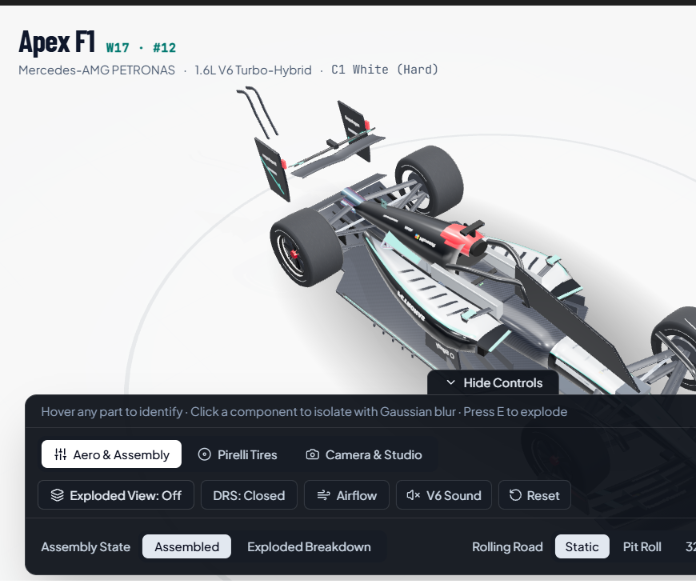 Apex F1 W17 · #12
Mercedes-AMG PETRONAS · 1.6L V6 Turbo-Hybrid · C1 White (Hard)
Hide Controls
Hover any part to identify · Click a component to isolate with Gaussian blur · Press E to explode
Aero & Assembly Pirelli Tires Camera & Studio
Exploded View: Off DRS: Closed Airflow V6 Sound Reset
Assembly State Assembled Exploded Breakdown Rolling Road Static Pit Roll 32